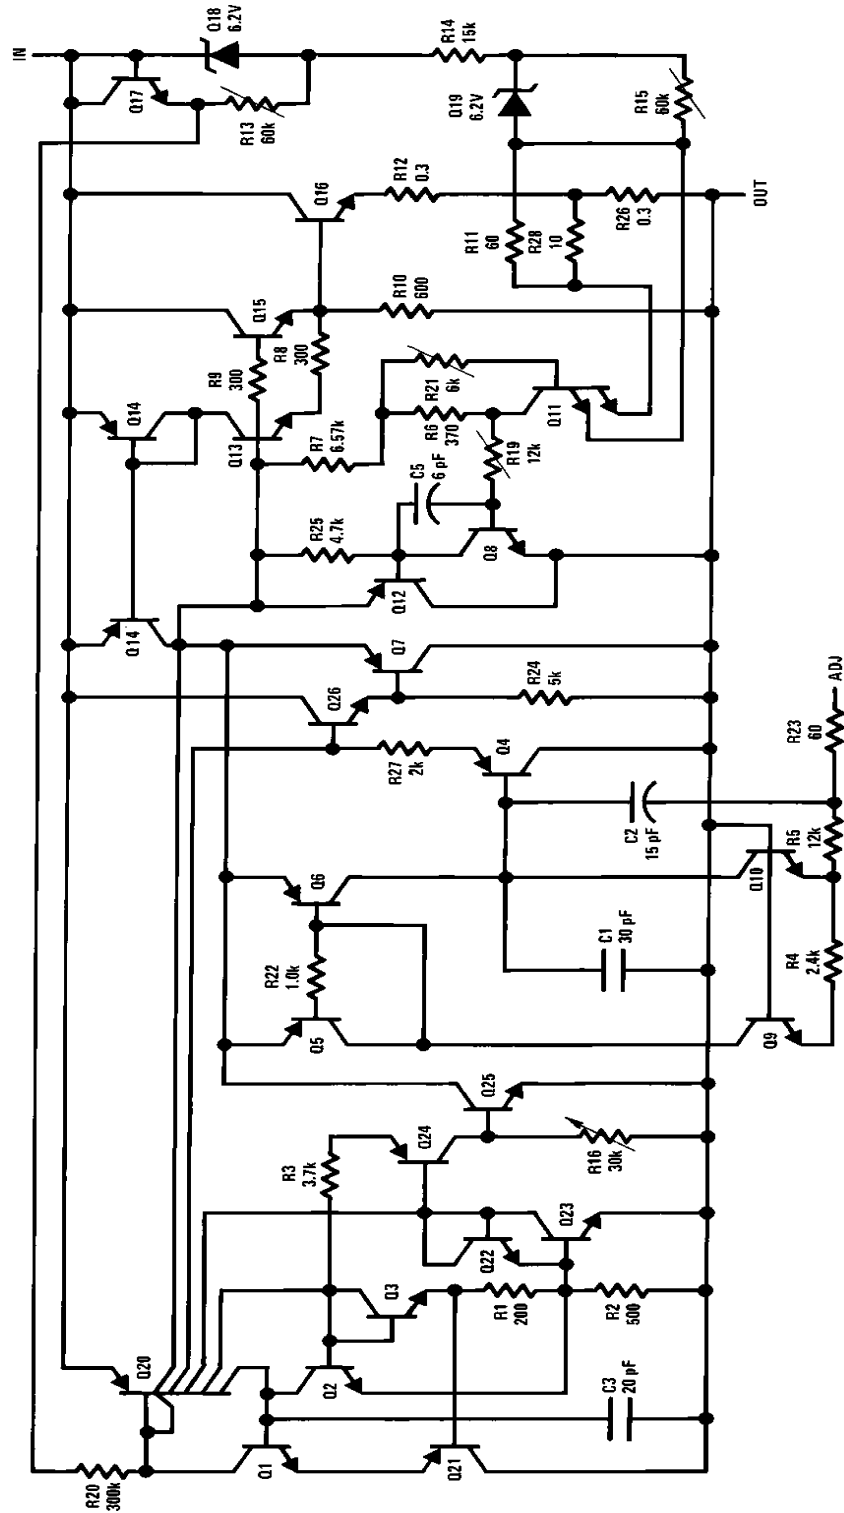 IN
Q18
6.2V
Q17
R13
60k
R14
15k
Q19
6.2V
R15
60k
Q16
R12
0.3
R11
60
R28
10
R26
0.3
OUT
Q15
R10
600
R9
300
R8
300
Q14
Q13
R7
6.57k
R21
6k
R6
370
Q11
R19
12k
C5
6 pF
R25
4.7k
Q8
Q12
Q14
Q7
Q26
R24
5k
R27
2k
Q4
ADJ
R23
60
C2
15 pF
R5
12k
Q6
Q10
R22
1.0k
C1
30 pF
R4
2.4k
Q5
Q9
Q25
Q24
R16
30k
R3
3.7k
Q23
Q22
Q3
R1
200
R2
500
Q20
Q2
C3
20 pF
R20
300k
Q1
Q21